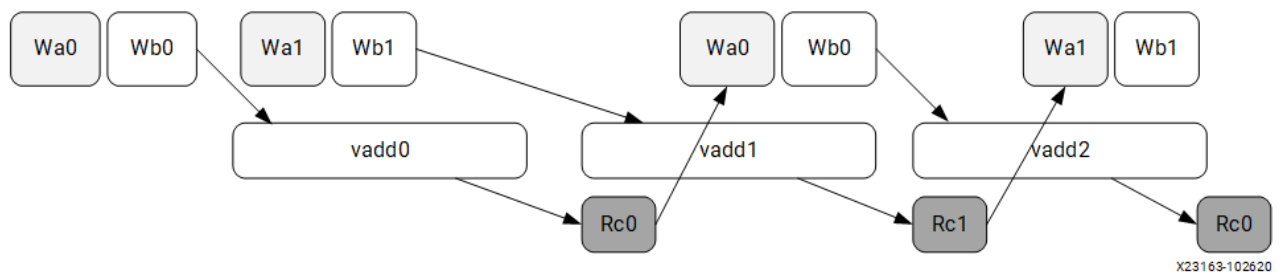 Wa0 Wb0 Wa1 Wb1 Wa0 Wb0 Wa1 Wb1
vadd0 vadd1 vadd2
Rc0 Rc1 Rc0
X23163-102620